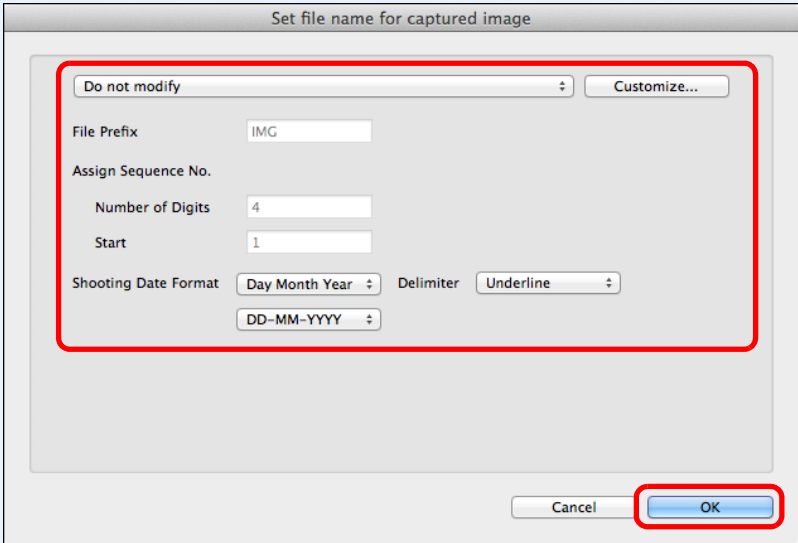 Set file name for captured image
Do not modify
Customize...
File Prefix
IMG
Assign Sequence No.
Number of Digits
4
Start
1
Shooting Date Format
Day Month Year
Delimiter
Underline
DD-MM-YYYY
Cancel
OK